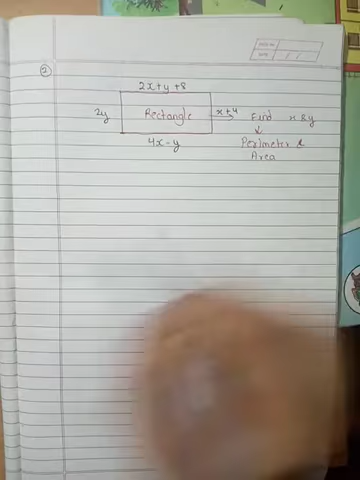 ②
2x+y+8
2y Rectangle x+4 Find x & y
↓
4x-y Perimeter &
Area